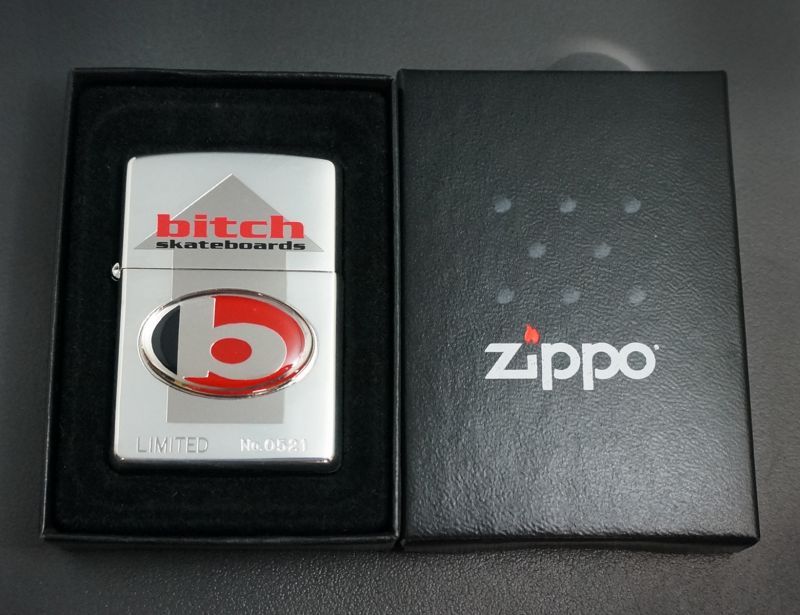 bitch
skateboards
b
LIMITED No.0521
zippo